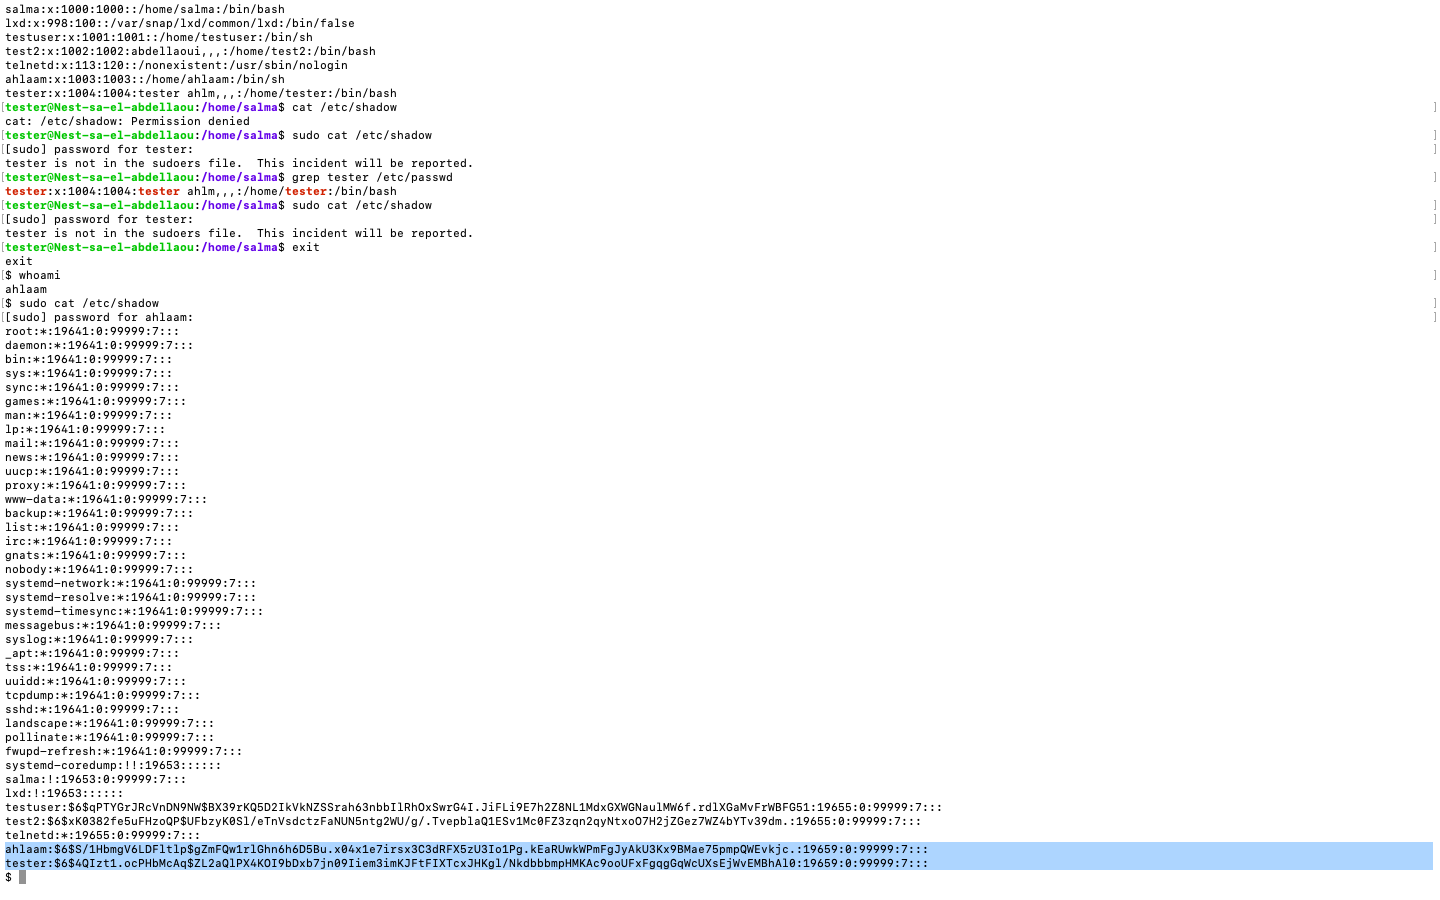 salma:x:1000:1000::/home/salma:/bin/bash
lxd:x:998:100::/var/snap/lxd/common/lxd:/bin/false
testuser:x:1001:1001::/home/testuser:/bin/sh
test2:x:1002:1002:abdellaoui,,,:/home/test2:/bin/bash
telnetd:x:113:120::/nonexistent:/usr/sbin/nologin
ahlaam:x:1003:1003::/home/ahlaam:/bin/sh
tester:x:1004:1004:tester ahlm,,,:/home/tester:/bin/bash
[tester@Nest-sa-el-abdellaou:/home/salma$ cat /etc/shadow ]
cat: /etc/shadow: Permission denied
[tester@Nest-sa-el-abdellaou:/home/salma$ sudo cat /etc/shadow ]
[[sudo] password for tester: ]
tester is not in the sudoers file.  This incident will be reported.
[tester@Nest-sa-el-abdellaou:/home/salma$ grep tester /etc/passwd ]
tester:x:1004:1004:tester ahlm,,,:/home/tester:/bin/bash
[tester@Nest-sa-el-abdellaou:/home/salma$ sudo cat /etc/shadow ]
[[sudo] password for tester: ]
tester is not in the sudoers file.  This incident will be reported.
[tester@Nest-sa-el-abdellaou:/home/salma$ exit ]
exit
[$ whoami ]
ahlaam
[$ sudo cat /etc/shadow ]
[[sudo] password for ahlaam: ]
root:*:19641:0:99999:7:::
daemon:*:19641:0:99999:7:::
bin:*:19641:0:99999:7:::
sys:*:19641:0:99999:7:::
sync:*:19641:0:99999:7:::
games:*:19641:0:99999:7:::
man:*:19641:0:99999:7:::
lp:*:19641:0:99999:7:::
mail:*:19641:0:99999:7:::
news:*:19641:0:99999:7:::
uucp:*:19641:0:99999:7:::
proxy:*:19641:0:99999:7:::
www-data:*:19641:0:99999:7:::
backup:*:19641:0:99999:7:::
list:*:19641:0:99999:7:::
irc:*:19641:0:99999:7:::
gnats:*:19641:0:99999:7:::
nobody:*:19641:0:99999:7:::
systemd-network:*:19641:0:99999:7:::
systemd-resolve:*:19641:0:99999:7:::
systemd-timesync:*:19641:0:99999:7:::
messagebus:*:19641:0:99999:7:::
syslog:*:19641:0:99999:7:::
_apt:*:19641:0:99999:7:::
tss:*:19641:0:99999:7:::
uuidd:*:19641:0:99999:7:::
tcpdump:*:19641:0:99999:7:::
sshd:*:19641:0:99999:7:::
landscape:*:19641:0:99999:7:::
pollinate:*:19641:0:99999:7:::
fwupd-refresh:*:19641:0:99999:7:::
systemd-coredump:!!:19653::::::
salma:!:19653:0:99999:7:::
lxd:!:19653::::::
testuser:$6$qPTYGrJRcVnDN9NW$BX39rKQ5D2IkVkNZSSrah63nbbIlRhOxSwrG4I.JiFLi9E7h2Z8NL1MdxGXWGNaulMW6f.rdlXGaMvFrWBFG51:19655:0:99999:7:::
test2:$6$xK0382fe5uFHzoQP$UFbzyK0Sl/eTnVsdctzFaNUN5ntg2WU/g/.TvepblaQ1ESv1Mc0FZ3zqn2qyNtxoO7H2jZGez7WZ4bYTv39dm.:19655:0:99999:7:::
telnetd:*:19655:0:99999:7:::
ahlaam:$6$S/1HbmgV6LDFltlp$gZmFQw1rlGhn6h6D5Bu.x04x1e7irsx3C3dRFX5zU3Io1Pg.kEaRUwkWPmFgJyAkU3Kx9BMae75pmpQWEvkjc.:19659:0:99999:7:::
tester:$6$4QIzt1.ocPHbMcAq$ZL2aQlPX4KOI9bDxb7jn09Iiem3imKJFtFIXTcxJHKgl/NkdbbbmpHMKAc9ooUFxFgqgGqWcUXsEjWvEMBhAl0:19659:0:99999:7:::
$